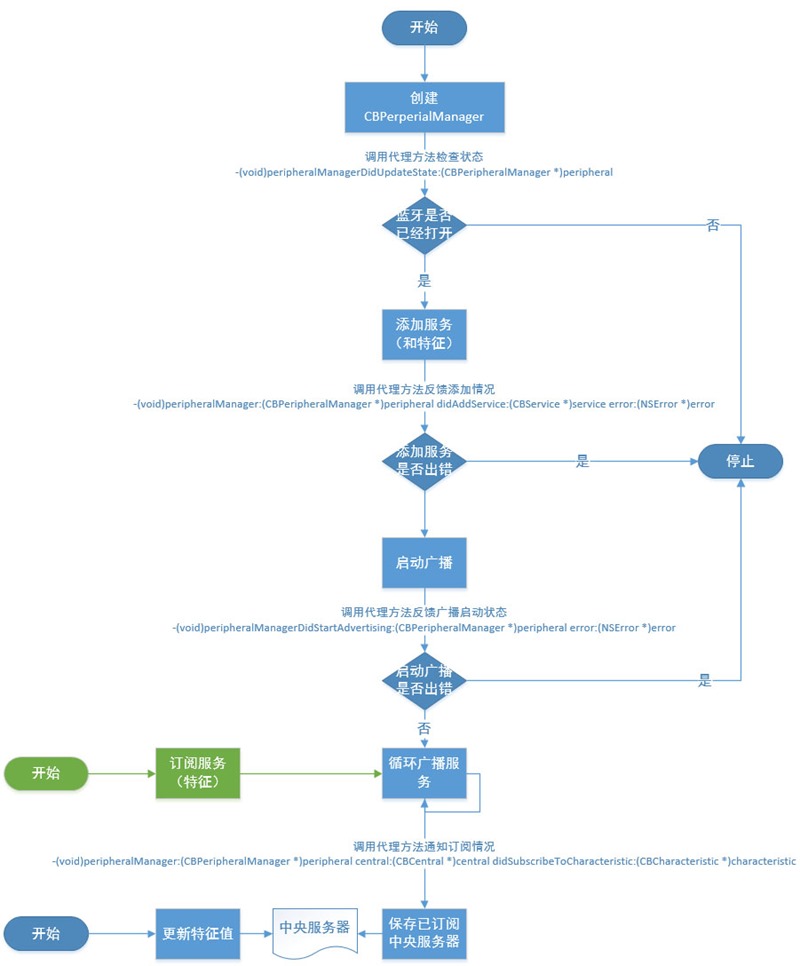 开始
创建
CBPerperialManager
调用代理方法检查状态
-(void)peripheralManagerDidUpdateState:(CBPeripheralManager *)peripheral
蓝牙是否
已经打开
否
是
添加服务
（和特征）
调用代理方法反馈添加情况
-(void)peripheralManager:(CBPeripheralManager *)peripheral didAddService:(CBService *)service error:(NSError *)error
添加服务
是否出错
是
停止
启动广播
调用代理方法反馈广播启动状态
-(void)peripheralManagerDidStartAdvertising:(CBPeripheralManager *)peripheral error:(NSError *)error
启动广播
是否出错
是
否
开始
订阅服务
（特征）
循环广播服
务
调用代理方法通知订阅情况
-(void)peripheralManager:(CBPeripheralManager *)peripheral central:(CBCentral *)central didSubscribeToCharacteristic:(CBCharacteristic *)characteristic
开始
更新特征值
中央服务器
保存已订阅
中央服务器